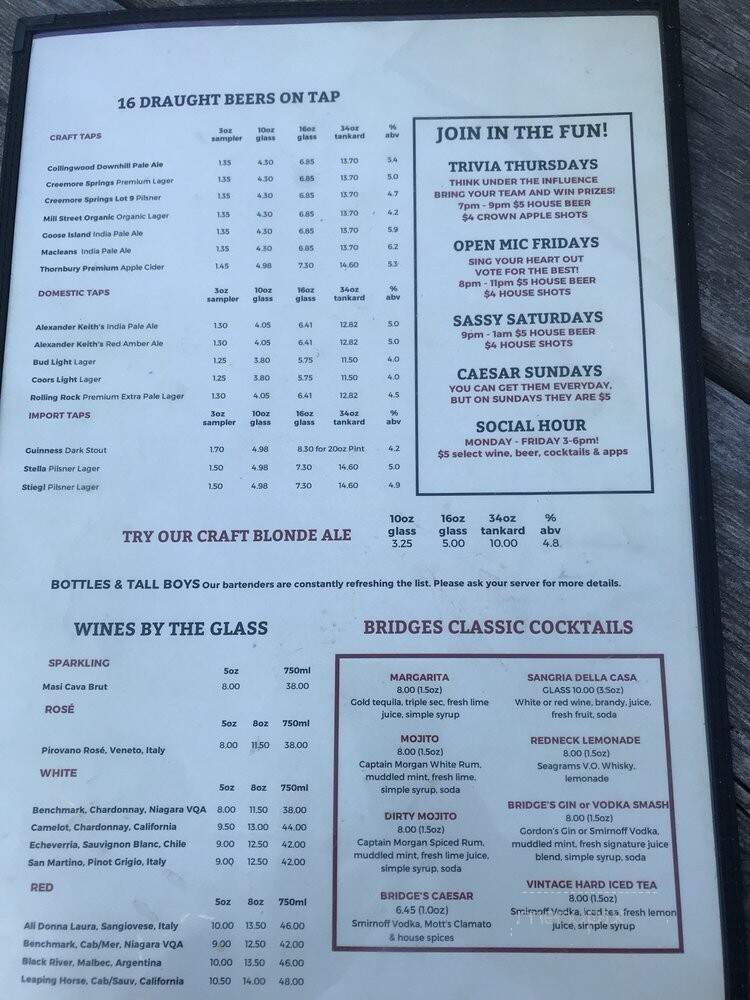 16 DRAUGHT BEERS ON TAP
CRAFT TAPS 3oz sampler 10oz glass 16oz glass 34oz tankard % abv
Collingwood Downhill Pale Ale 1.35 4.30 6.85 13.70 5.4
Creemore Springs Premium Lager 1.35 4.30 6.85 13.70 5.0
Creemore Springs Lot 9 Pilsner 1.35 4.30 6.85 13.70 4.7
Mill Street Organic Organic Lager 1.35 4.30 6.85 13.70 4.2
Goose Island India Pale Ale 1.35 4.30 6.85 13.70 5.9
Macleans India Pale Ale 1.35 4.30 6.85 13.70 6.2
Thornbury Premium Apple Cider 1.45 4.98 7.30 14.60 5.3
DOMESTIC TAPS 3oz sampler 10oz glass 16oz glass 34oz tankard % abv
Alexander Keith's India Pale Ale 1.30 4.05 6.41 12.82 5.0
Alexander Keith's Red Amber Ale 1.30 4.05 6.41 12.82 5.0
Bud Light Lager 1.25 3.80 5.75 11.50 4.0
Coors Light Lager 1.25 3.80 5.75 11.50 4.0
Rolling Rock Premium Extra Pale Lager 1.30 4.05 6.41 12.82 4.5
IMPORT TAPS 3oz sampler 10oz glass 16oz glass 34oz tankard % abv
Guinness Dark Stout 1.70 4.98 8.30 for 20oz Pint 4.2
Stella Pilsner Lager 1.50 4.98 7.30 14.60 5.0
Stiegl Pilsner Lager 1.50 4.98 7.30 14.60 4.9
JOIN IN THE FUN!
TRIVIA THURSDAYS
THINK UNDER THE INFLUENCE
BRING YOUR TEAM AND WIN PRIZES!
7pm - 9pm $5 HOUSE BEER
$4 CROWN APPLE SHOTS
OPEN MIC FRIDAYS
SING YOUR HEART OUT
VOTE FOR THE BEST!
8pm - 11pm $5 HOUSE BEER
$4 HOUSE SHOTS
SASSY SATURDAYS
9pm - 1am $5 HOUSE BEER
$4 HOUSE SHOTS
CAESAR SUNDAYS
YOU CAN GET THEM EVERYDAY,
BUT ON SUNDAYS THEY ARE $5
SOCIAL HOUR
MONDAY - FRIDAY 3-6pm!
$5 select wine, beer, cocktails & apps
TRY OUR CRAFT BLONDE ALE
10oz 16oz 34oz %
glass glass tankard abv
3.25 5.00 10.00 4.8
BOTTLES & TALL BOYS Our bartenders are constantly refreshing the list. Please ask your server for more details.
WINES BY THE GLASS
SPARKLING 5oz 750ml
Masi Cava Brut 8.00 38.00
ROSÉ
5oz 8oz 750ml
Pirovano Rosé, Veneto, Italy 8.00 11.50 38.00
WHITE
5oz 8oz 750ml
Benchmark, Chardonnay, Niagara VQA 8.00 11.50 38.00
Camelot, Chardonnay, California 9.50 13.00 44.00
Echeverria, Sauvignon Blanc, Chile 9.00 12.50 42.00
San Martino, Pinot Grigio, Italy 9.00 12.50 42.00
RED
5oz 8oz 750ml
Ali Donna Laura, Sangiovese, Italy 10.00 13.50 46.00
Benchmark, Cab/Mer, Niagara VQA 9.00 12.50 42.00
Black River, Malbec, Argentina 10.00 13.50 46.00
Leaping Horse, Cab/Sauv, California 10.50 14.00 48.00
BRIDGES CLASSIC COCKTAILS
MARGARITA
8.00 (1.5oz)
Gold tequila, triple sec, fresh lime
juice, simple syrup
MOJITO
8.00 (1.5oz)
Captain Morgan White Rum,
muddled mint, fresh lime,
simple syrup, soda
DIRTY MOJITO
8.00 (1.5oz)
Captain Morgan Spiced Rum,
muddled mint, fresh lime juice,
simple syrup, soda
BRIDGE'S CAESAR
6.45 (1.0oz)
Smirnoff Vodka, Mott's Clamato
& house spices
SANGRIA DELLA CASA
GLASS 10.00 (3.5oz)
White or red wine, brandy, juice,
fresh fruit, soda
REDNECK LEMONADE
8.00 (1.5oz)
Seagrams V.O. Whisky,
lemonade
BRIDGE'S GIN or VODKA SMASH
8.00 (1.5oz)
Gordon's Gin or Smirnoff Vodka,
muddled mint, fresh signature juice
blend, simple syrup, soda
VINTAGE HARD ICED TEA
8.00 (1.5oz)
Smirnoff Vodka, iced tea, fresh lemon
juice, simple syrup